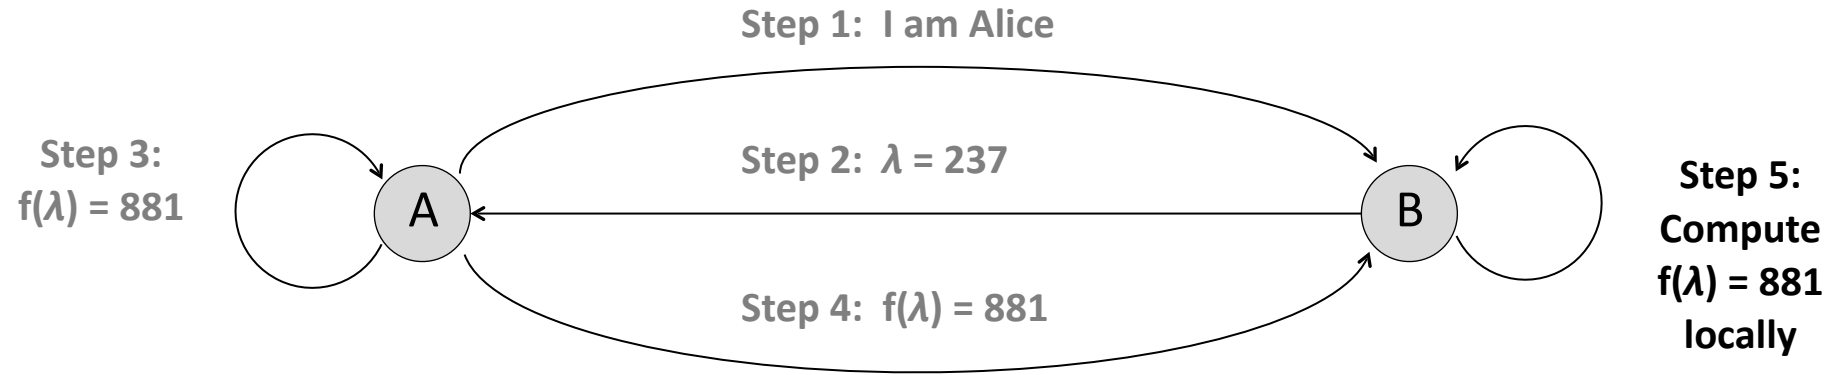 Step 1:  I am Alice
Step 3:
f(λ) = 881
A
Step 2:  λ = 237
B
Step 4:  f(λ) = 881
Step 5:
Compute
f(λ) = 881
locally